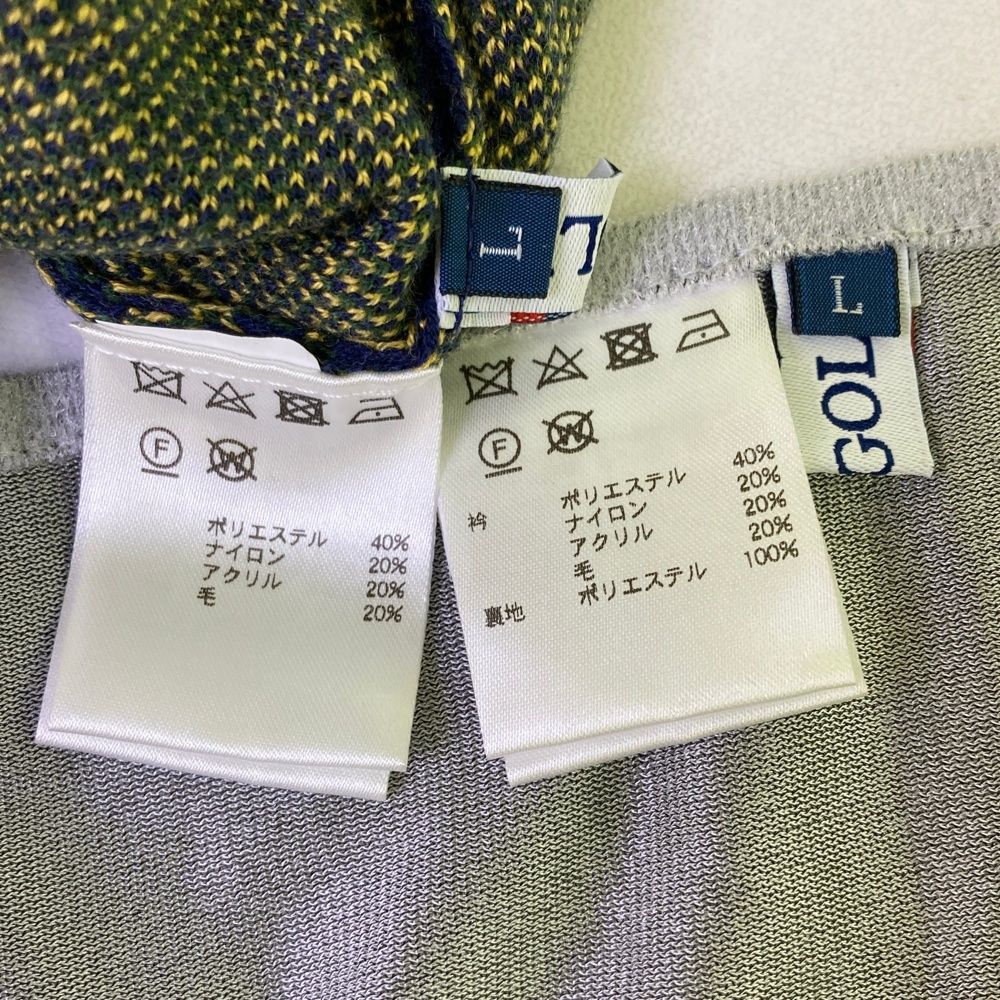 L
T
L
GOL
F
W
ポリエステル 40%
ナイロン 20%
アクリル 20%
毛 20%
F
W
衿 ポリエステル 40%
ナイロン 20%
アクリル 20%
毛 20%
裏地 ポリエステル 100%